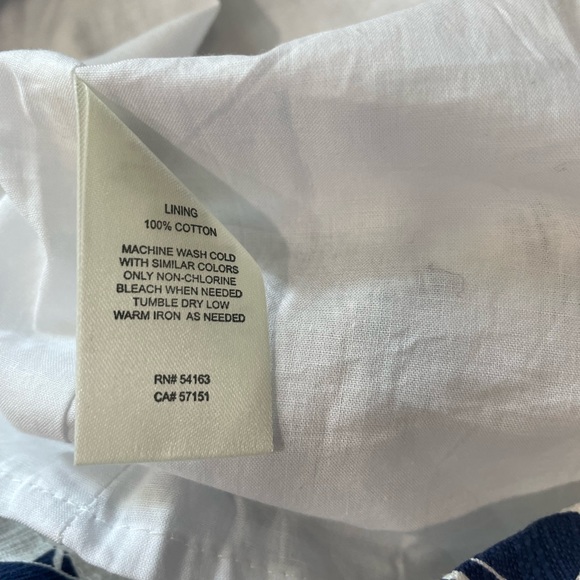 LINING
100% COTTON
MACHINE WASH COLD
WITH SIMILAR COLORS
ONLY NON-CHLORINE
BLEACH WHEN NEEDED
TUMBLE DRY LOW
WARM IRON AS NEEDED
RN# 54163
CA# 57151